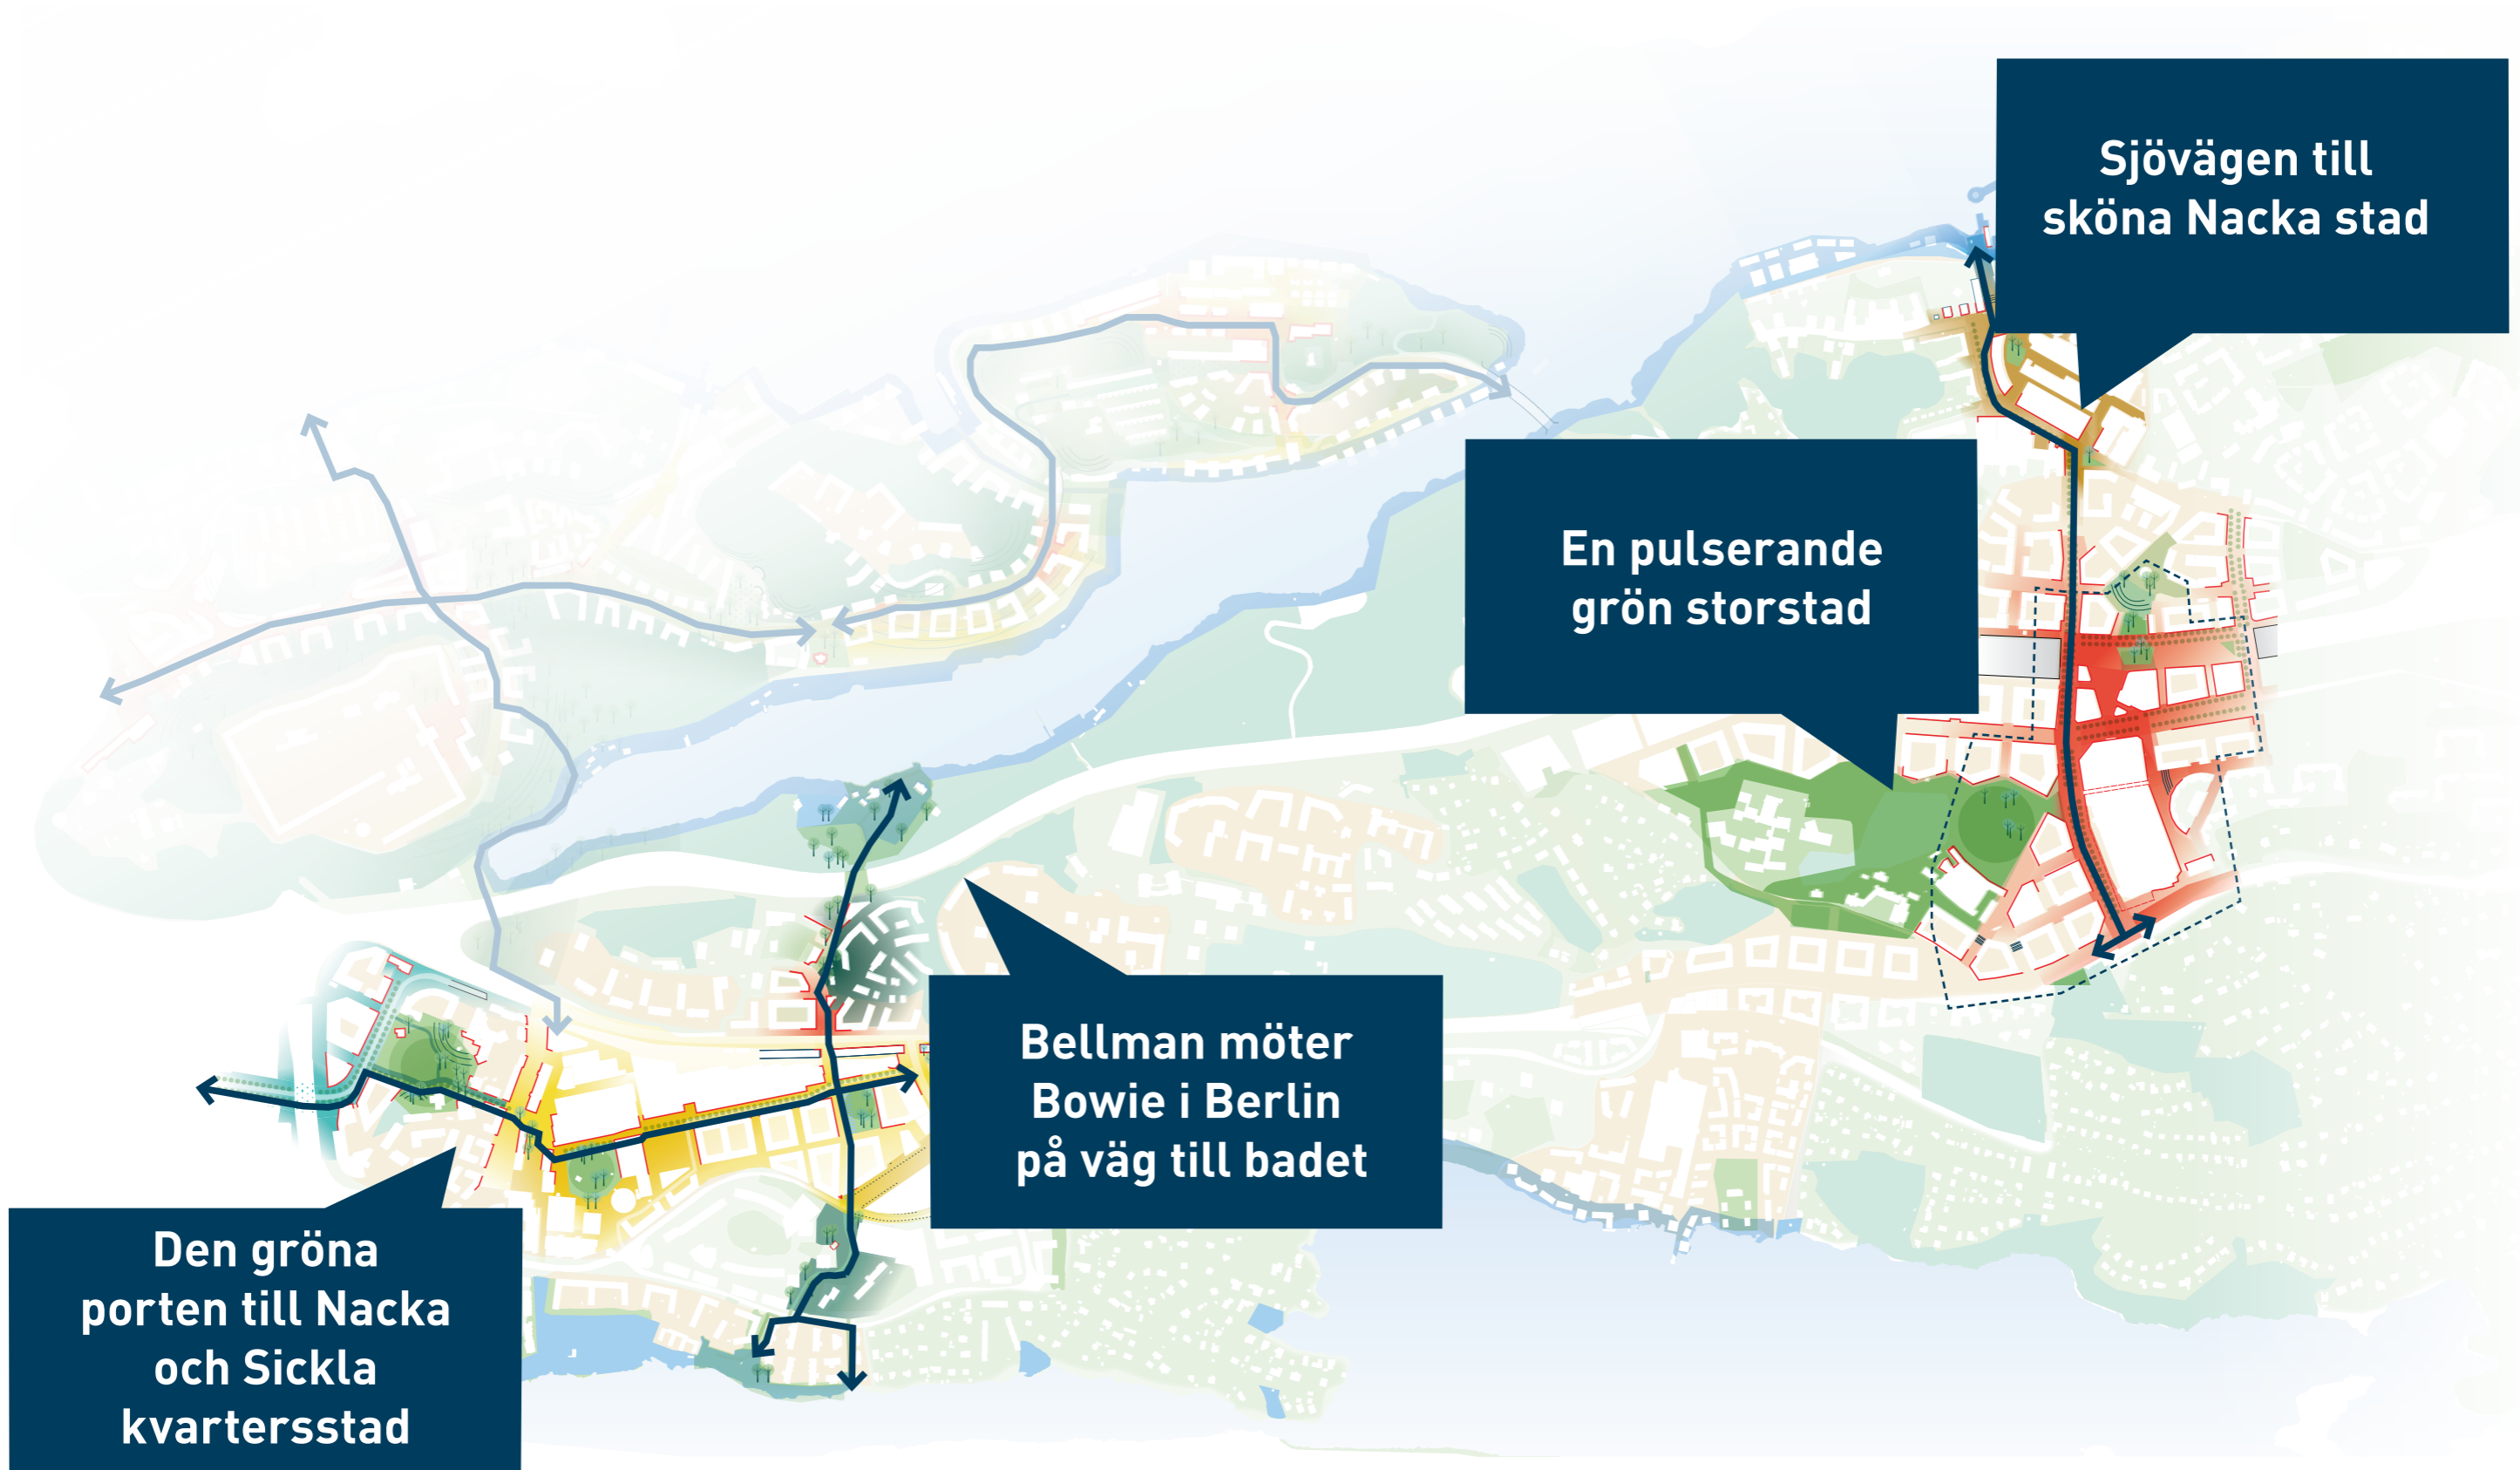 Sjövägen till
sköna Nacka stad
En pulserande
grön storstad
Bellman möter
Bowie i Berlin
på väg till badet
Den gröna
porten till Nacka
och Sickla
kvartersstad